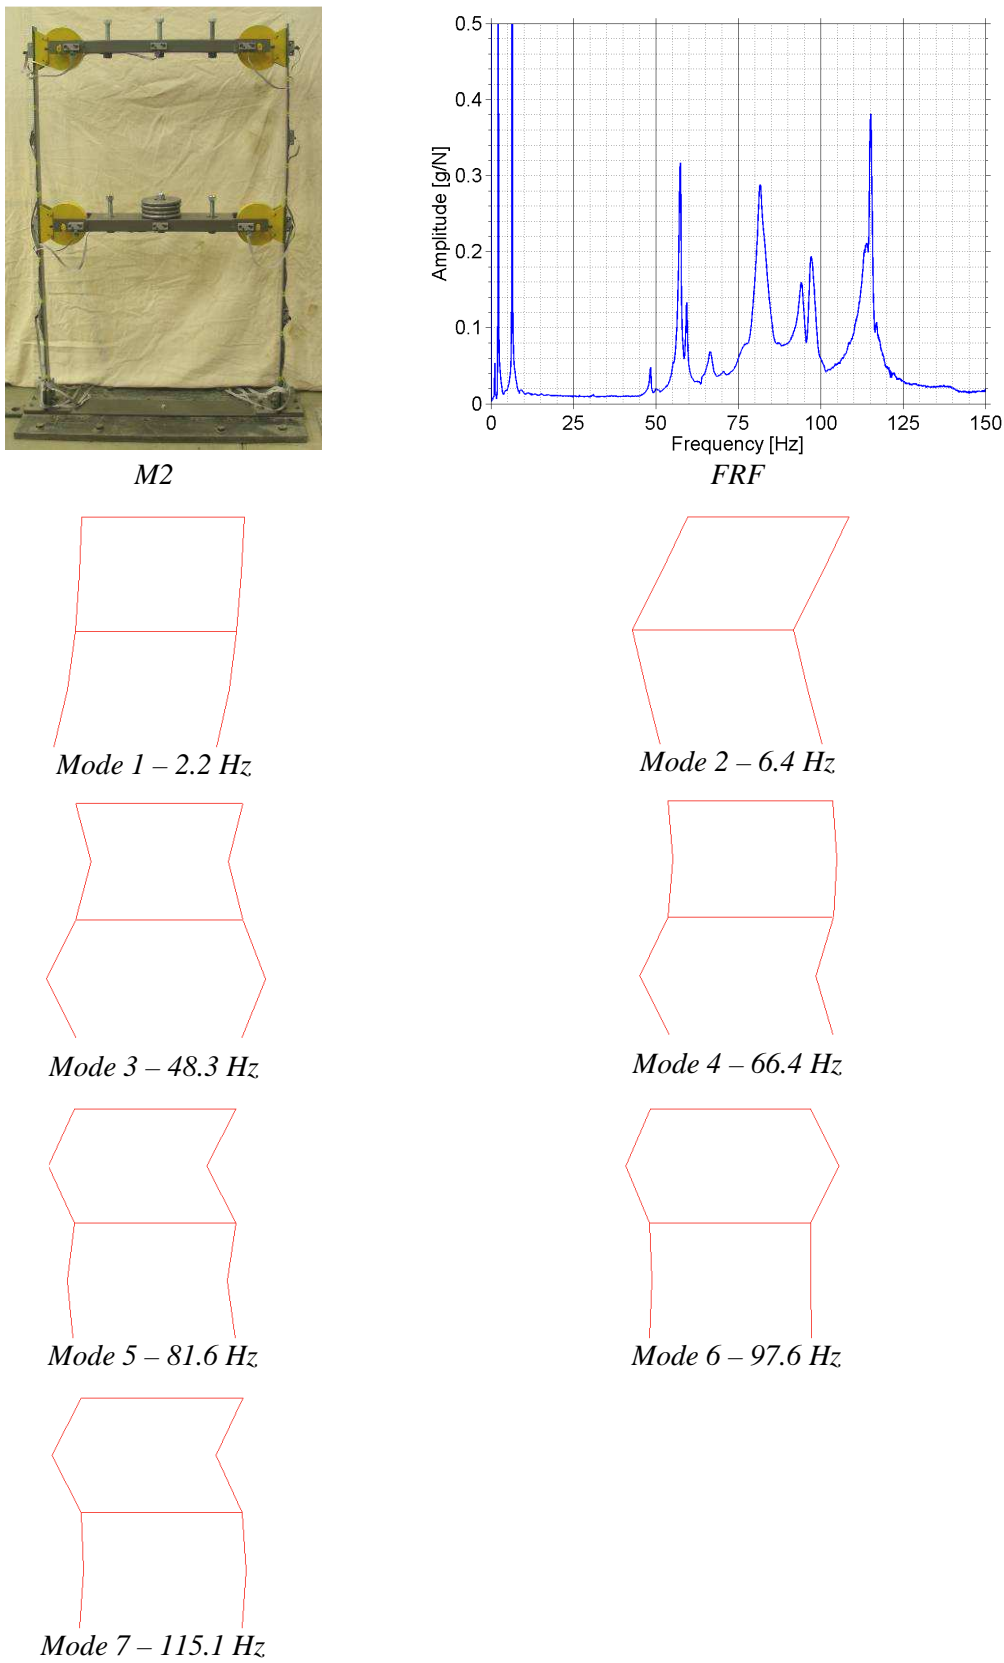 0.5
0.4
0.3
0.2
0.1
0
Amplitude [g/N]
0 25 50 75 100 125 150
Frequency [Hz]
M2 FRF
Mode 1 – 2.2 Hz Mode 2 – 6.4 Hz
Mode 3 – 48.3 Hz Mode 4 – 66.4 Hz
Mode 5 – 81.6 Hz Mode 6 – 97.6 Hz
Mode 7 – 115.1 Hz